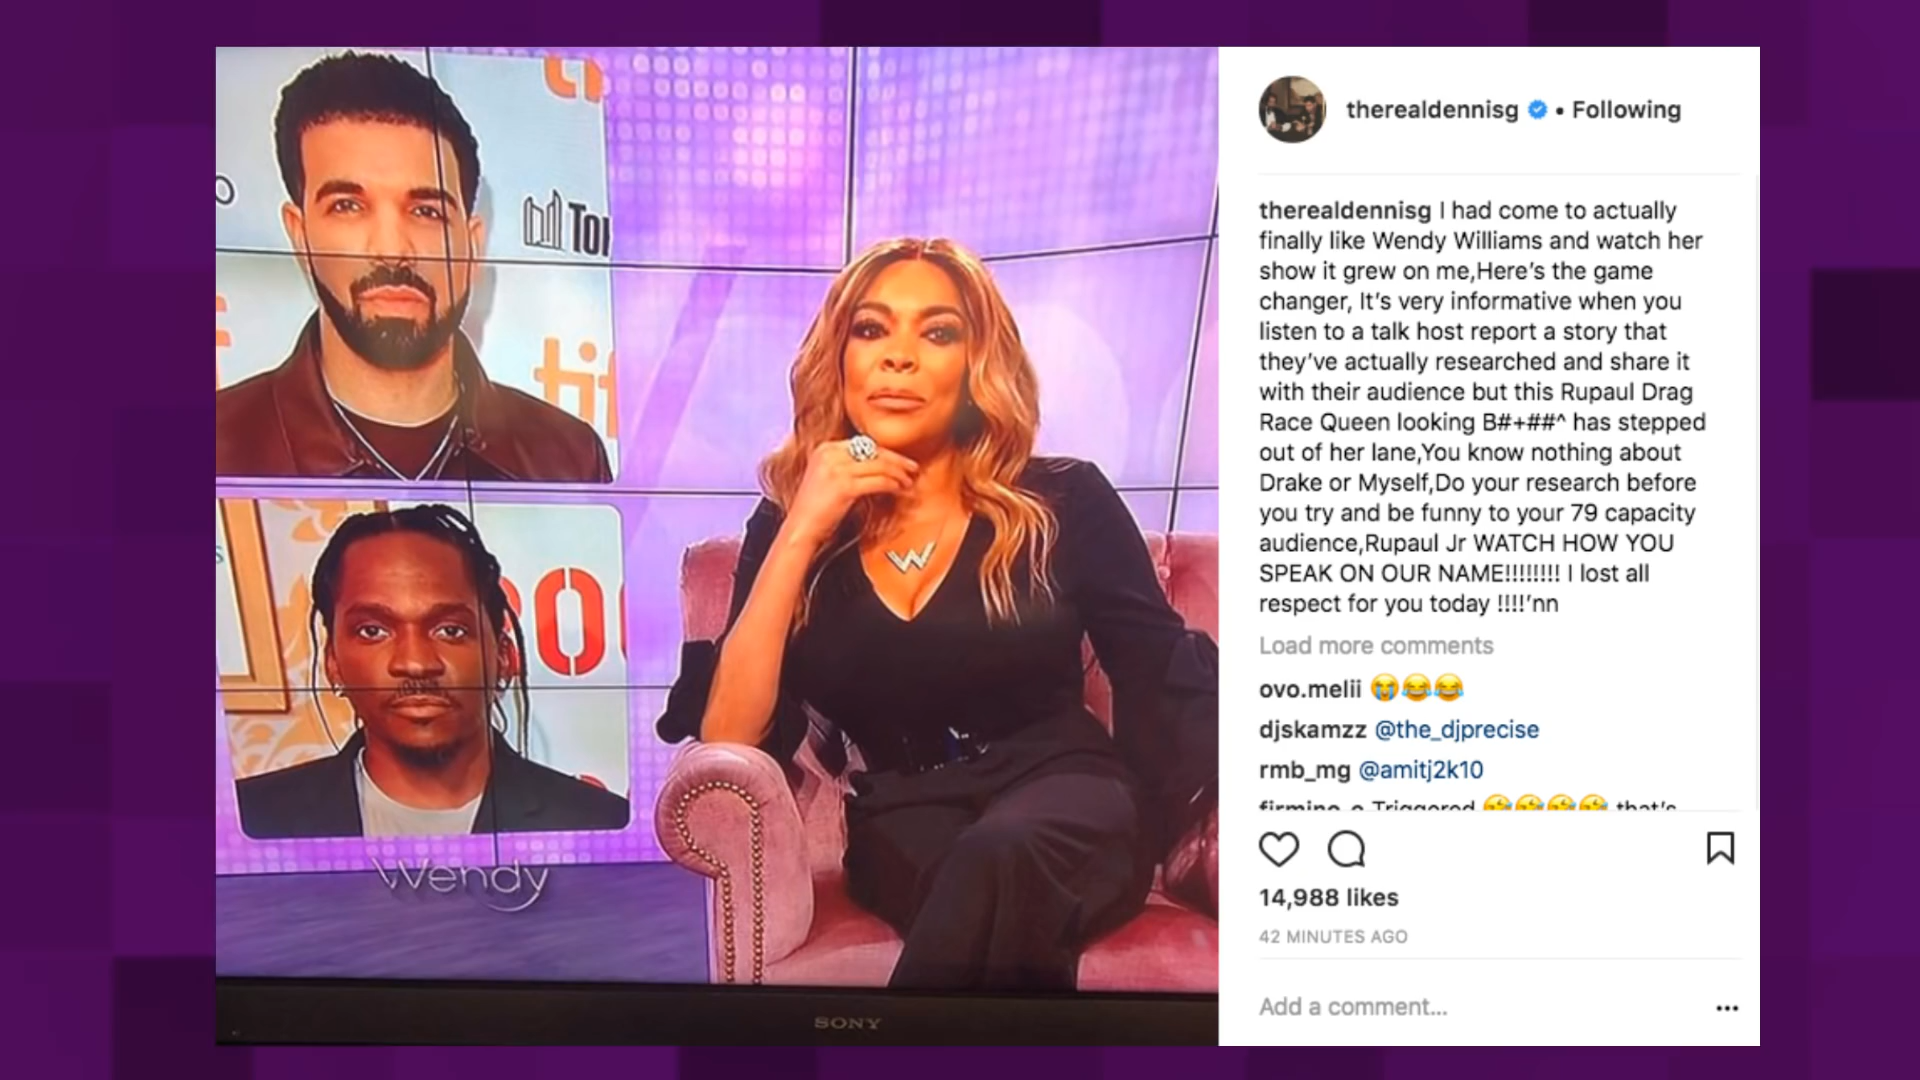 TOR
tif
Wendy
SONY
therealdennisg • Following
therealdennisg I had come to actually
finally like Wendy Williams and watch her
show it grew on me,Here's the game
changer, It's very informative when you
listen to a talk host report a story that
they've actually researched and share it
with their audience but this Rupaul Drag
Race Queen looking B#+##^ has stepped
out of her lane,You know nothing about
Drake or Myself,Do your research before
you try and be funny to your 79 capacity
audience,Rupaul Jr WATCH HOW YOU
SPEAK ON OUR NAME!!!!!!!! I lost all
respect for you today !!!!'nn
Load more comments
ovo.melii 😭😂😂
djskamzz @the_djprecise
rmb_mg @amitj2k10
Triggered 🤣🤣🤣🤣 that's
14,988 likes
42 MINUTES AGO
Add a comment...